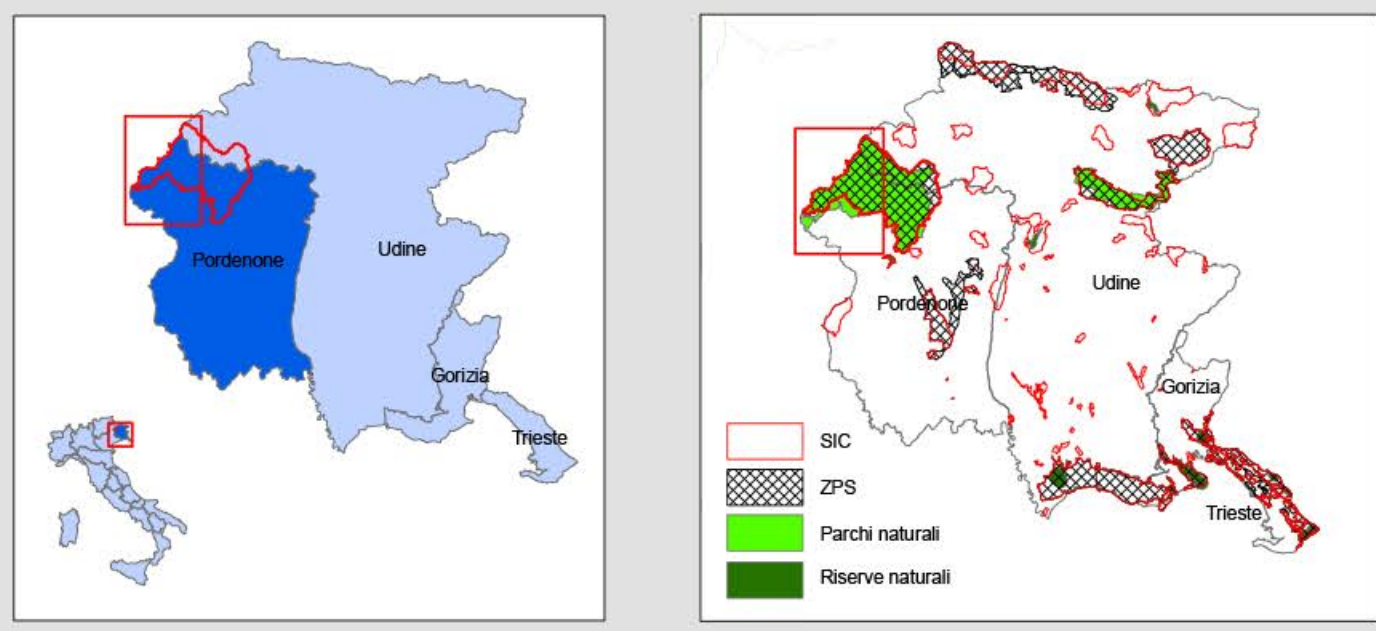 Udine
Pordenone
Gorizia
Trieste
Udine
Pordenone
Gorizia
SIC
ZPS
Trieste
Parchi naturali
Riserve naturali